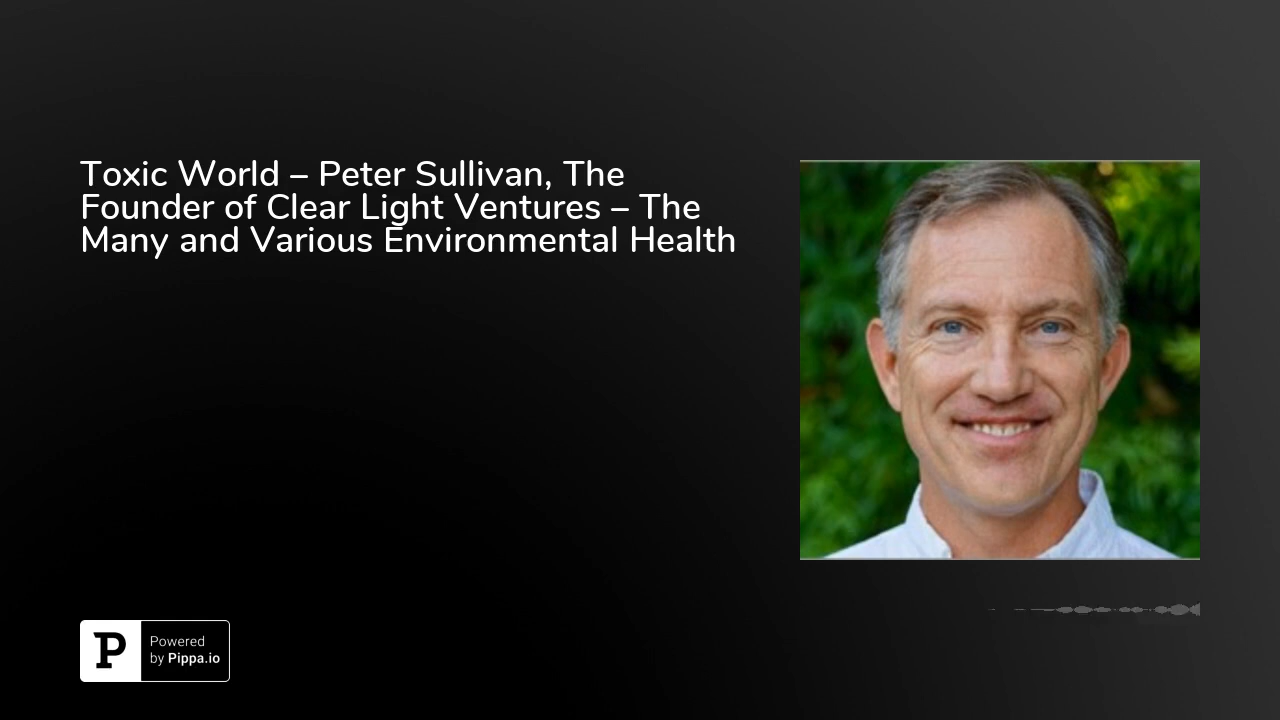 Toxic World – Peter Sullivan, The
Founder of Clear Light Ventures – The
Many and Various Environmental Health
P
Powered
by Pippa.io